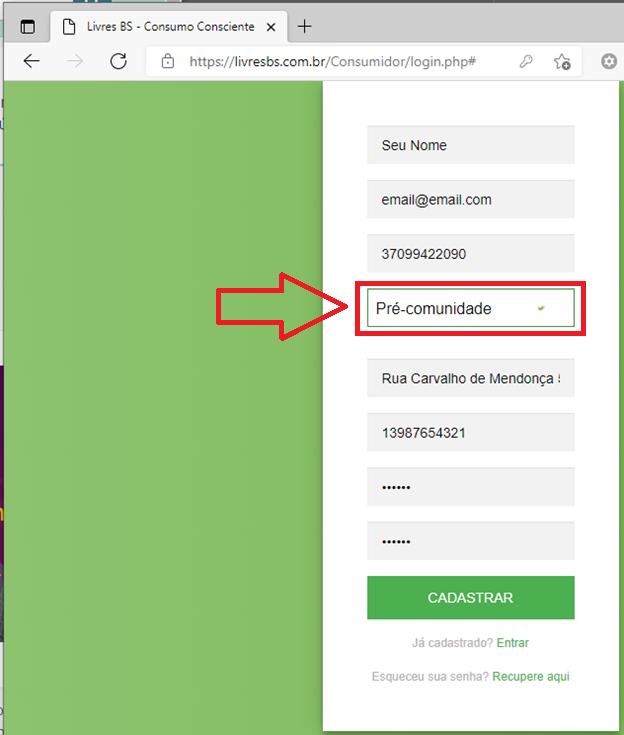 Livres BS - Consumo Consciente
https://livresbs.com.br/Consumidor/login.php#
Seu Nome
email@email.com
37099422090
Pré-comunidade
Rua Carvalho de Mendonça
13987654321
••••••
••••••
CADASTRAR
Já cadastrado? Entrar
Esqueceu sua senha? Recupere aqui